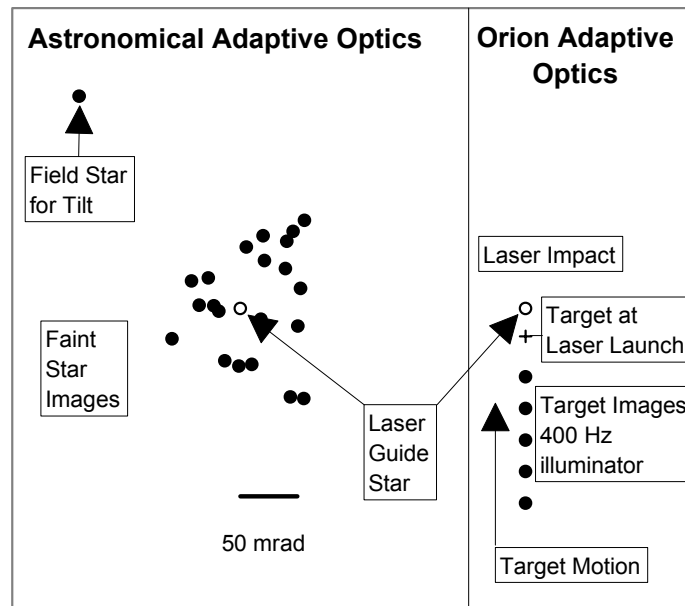 Astronomical Adaptive Optics
Field Star
for Tilt
Faint
Star
Images
Laser
Guide
Star
50 mrad
Orion Adaptive
Optics
Laser Impact
Target at
Laser Launch
Target Images
400 Hz
illuminator
Target Motion